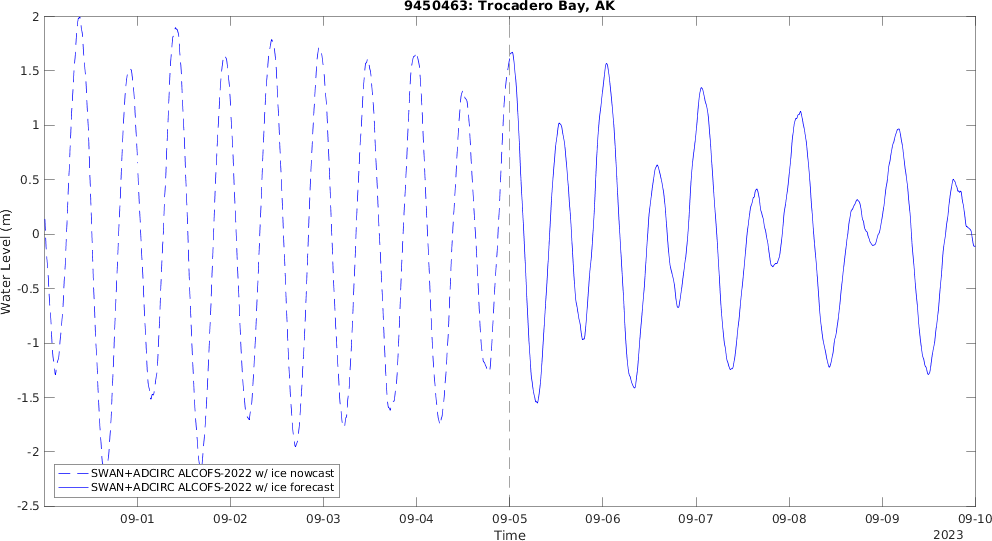 9450463: Trocadero Bay, AK
2
1.5
1
0.5
0
-0.5
-1
-1.5
-2
-2.5
Water Level (m)
SWAN+ADCIRC ALCOFS-2022 w/ ice nowcast
SWAN+ADCIRC ALCOFS-2022 w/ ice forecast
09-01 09-02 09-03 09-04 09-05 09-06 09-07 09-08 09-09 09-10
Time
2023